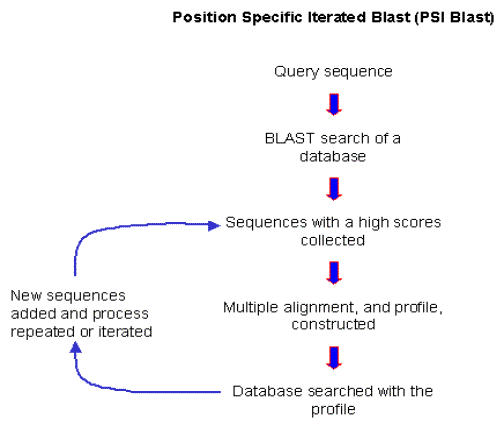 Position Specific Iterated Blast (PSI Blast)
Query sequence
BLAST search of a
database
Sequences with a high scores
collected
Multiple alignment, and profile,
constructed
Database searched with the
profile
New sequences
added and process
repeated or iterated